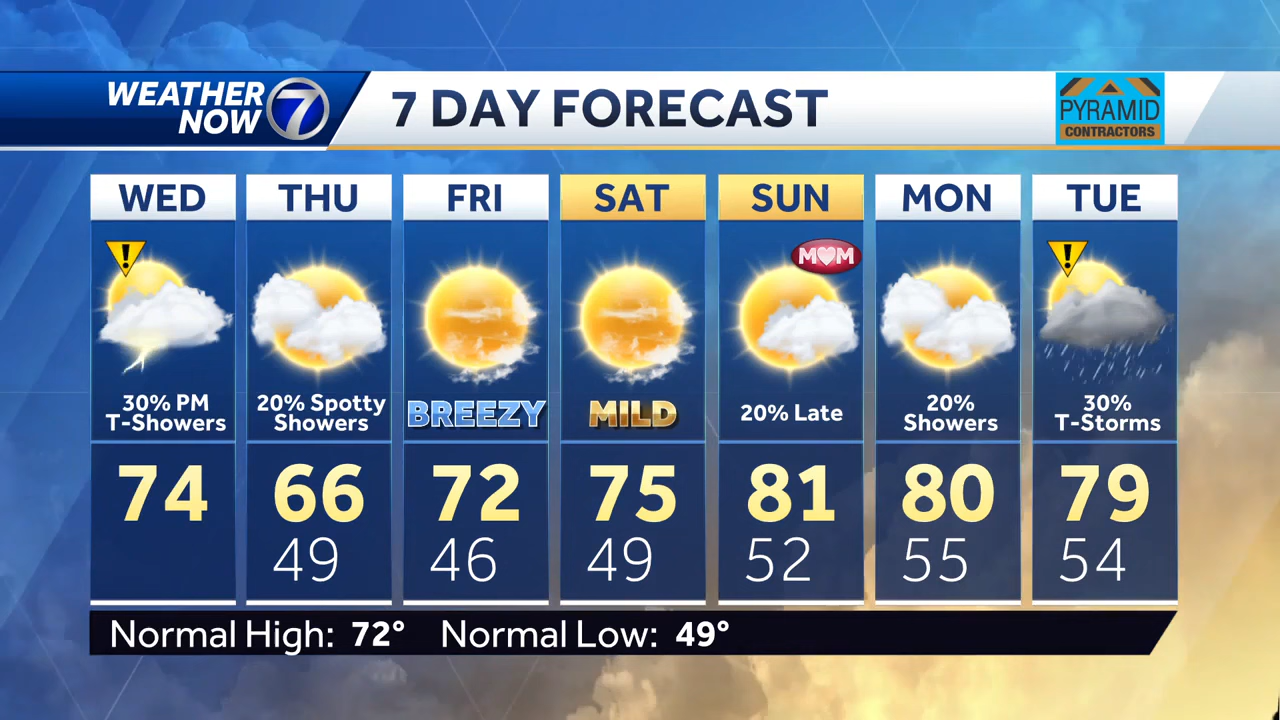 WEATHER
NOW
7
7 DAY FORECAST
PYRAMID
CONTRACTORS
WED
THU
FRI
SAT
SUN
MON
TUE
!
M♥M
!
30% PM
T-Showers
20% Spotty
Showers
BREEZY
MILD
20% Late
20%
Showers
30%
T-Storms
74
66
72
75
81
80
79
49
46
49
52
55
54
Normal High: 72° Normal Low: 49°